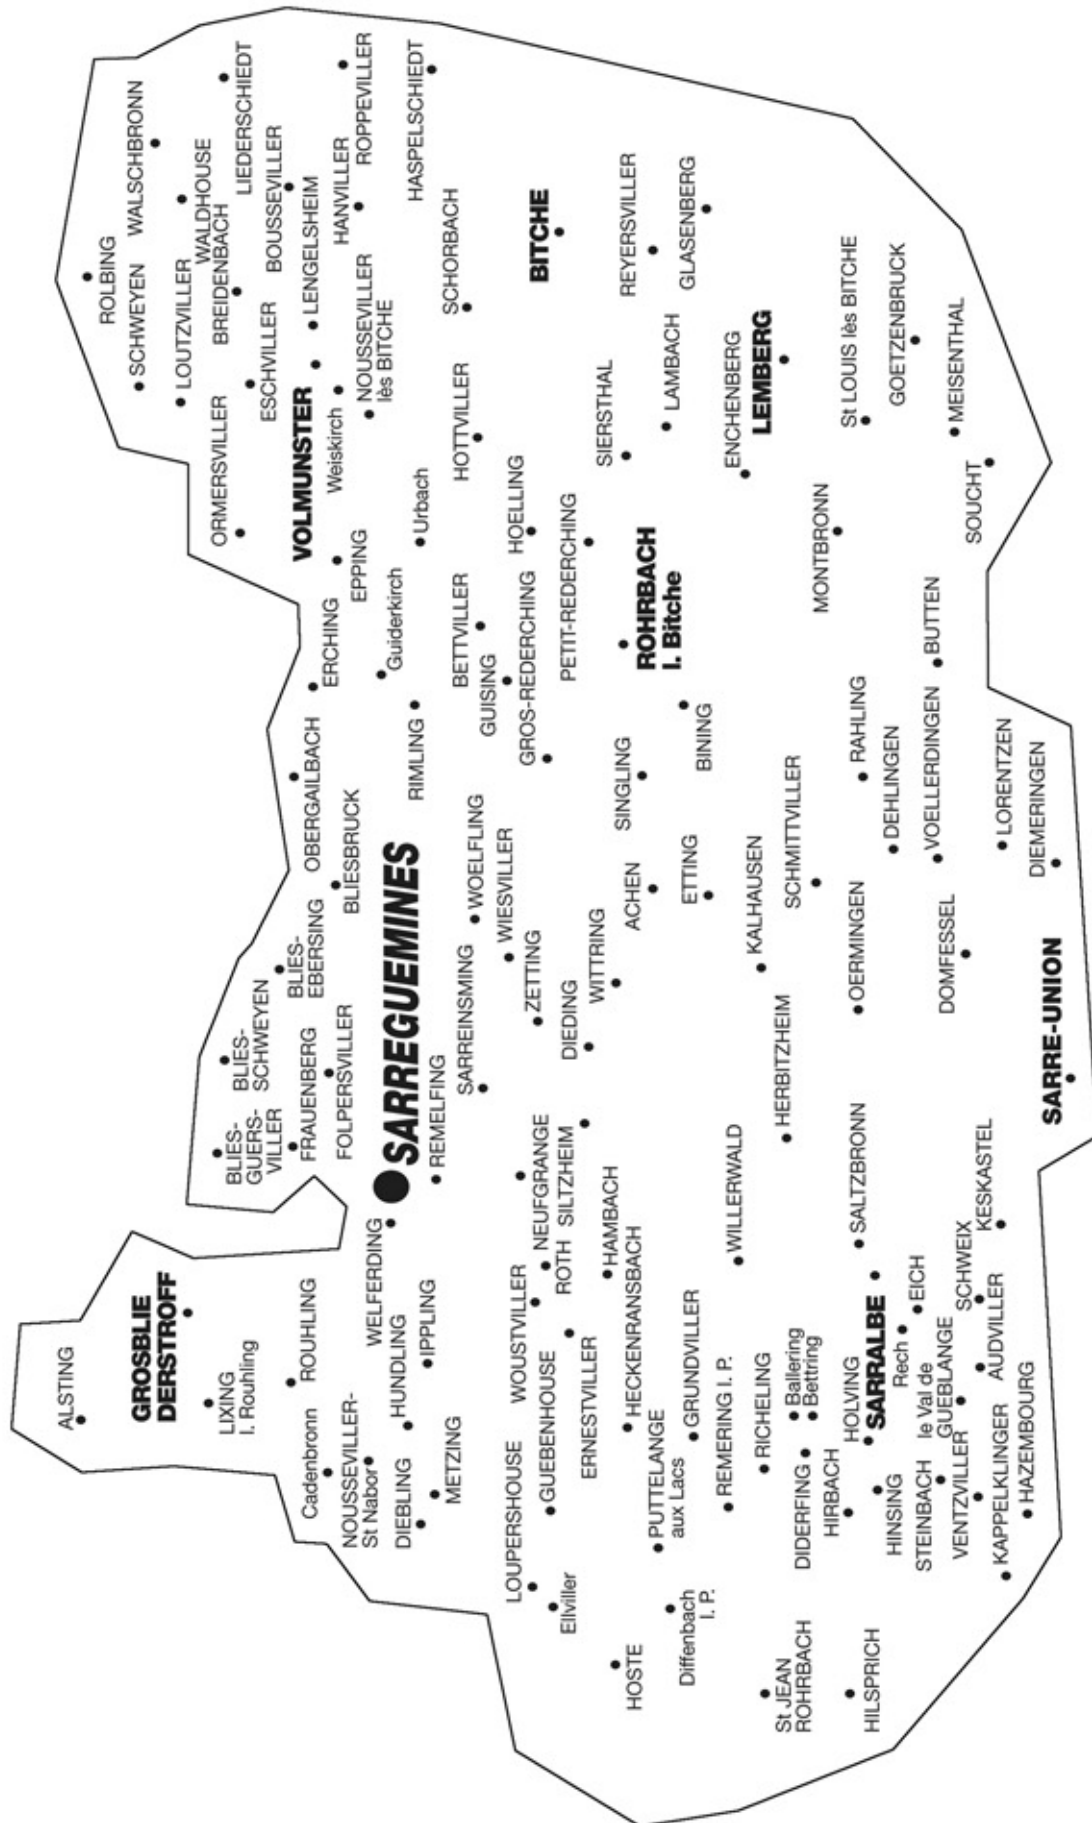 ALSTING
GROSBLIE
DERSTROFF
LIXING
l. Rouhling
ROUHLING
Cadenbronn
NOUSSEVILLER-
St Nabor
WELFERDING
HUNDLING
IPPLING
DIEBLING
METZING
BLIES-
GUERS-
VILLER
BLIES-
SCHWEYEN
FRAUENBERG
FOLPERSVILLER
BLIES-
EBERSING
BLIESBRUCK
OBERGAILBACH
SARREGUEMINES
REMELFING
SARREINSMING
WOELFLING
WIESVILLER
ZETTING
DIEDING
WITTRING
ERCHING
EPPING
Guiderkirch
RIMLING
Urbach
BETTVILLER
GUISING
GROS-REDERCHING
HOELLING
PETIT-REDERCHING
ROLBING
SCHWEYEN
WALSCHBRONN
LOUTZVILLER
WALDHOUSE
BREIDENBACH
LIEDERSCHIEDT
ORMERSVILLER
ESCHVILLER
BOUSSEVILLER
VOLMUNSTER
LENGELSHEIM
Weiskirch
NOUSSEVILLER
lès BITCHE
HANVILLER
ROPPEVILLER
HASPELSCHIEDT
SCHORBACH
HOTTVILLER
BITCHE
REYERSVILLER
GLASENBERG
SIERSTHAL
LAMBACH
ENCHENBERG
LEMBERG
ROHRBACH
l. Bitche
BINING
SINGLING
ACHEN
ETTING
KALHAUSEN
SCHMITTVILLER
RAHLING
MONTBRONN
St LOUIS lès BITCHE
GOETZENBRUCK
MEISENTHAL
SOUCHT
BUTTEN
DEHLINGEN
VOELLERDINGEN
LORENTZEN
DIEMERINGEN
OERMINGEN
DOMFESSEL
SARRE-UNION
HERBITZHEIM
NEUFGRANGE
SILTZHEIM
ROTH
HAMBACH
WOUSTVILLER
LOUPERSHOUSE
GUEBENHOUSE
ERNESTVILLER
HECKENRANSBACH
Ellviller
PUTTELANGE
aux Lacs
GRUNDVILLER
WILLERWALD
HOSTE
Diffenbach
l. P.
REMERING l. P.
RICHELING
Ballering
Bettring
DIDERFING
HIRBACH
HOLVING
St JEAN
ROHRBACH
HILSPRICH
SALTZBRONN
SARRALBE
Rech
EICH
HINSING
STEINBACH
le Val de
GUEBLANGE
VENTZVILLER
SCHWEIX
KESKASTEL
AUDVILLER
KAPPELKLINGER
HAZEMBOURG